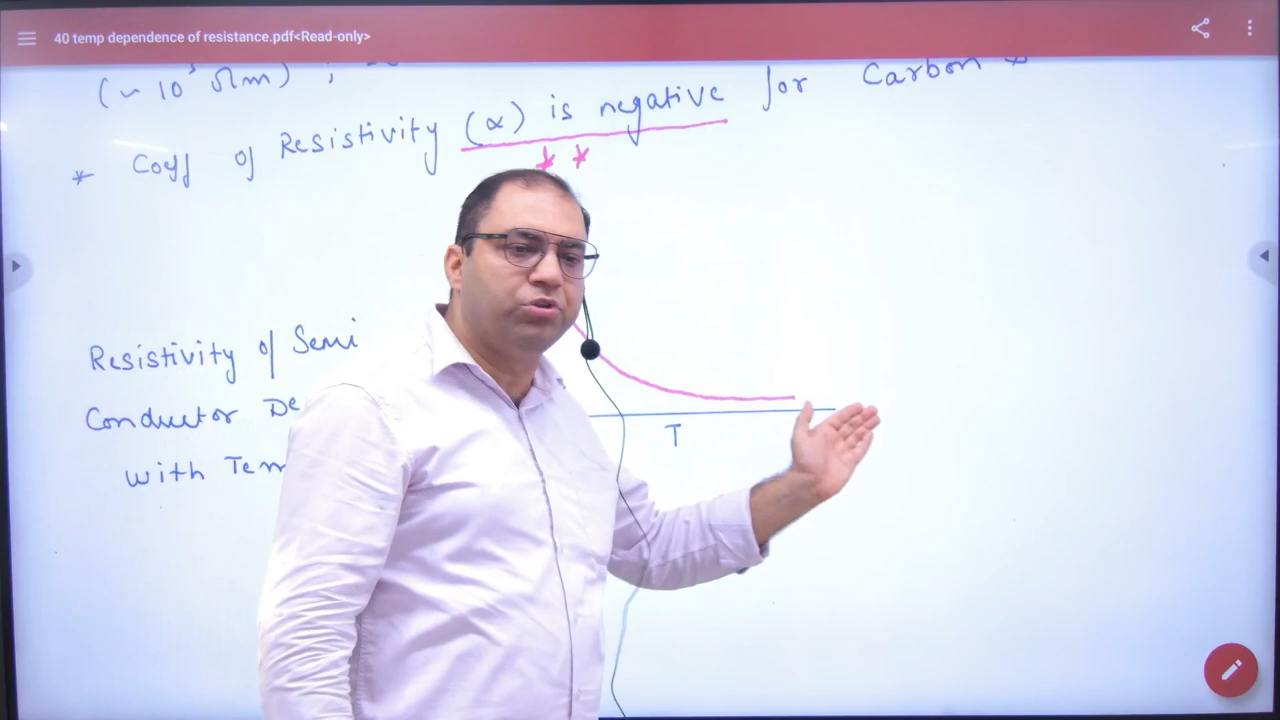 40 temp dependence of resistance.pdf<Read-only>
(~ 10 Ωm) ;
* Coeff of Resistivity (α) is negative for Carbon
* *
Resistivity of Semi
Conductor De
with Tem
T